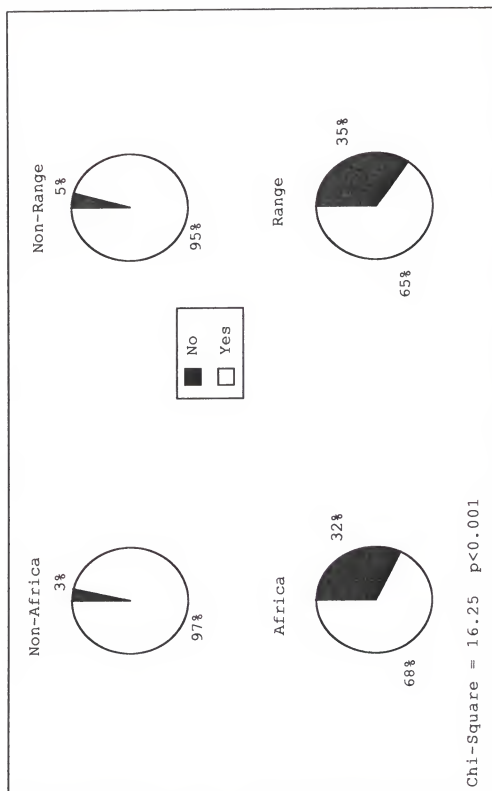 Non-Africa
3%
97%
Non-Range
5%
95%
No
Yes
Africa
32%
68%
Range
35%
65%
Chi-Square = 16.25 p<0.001